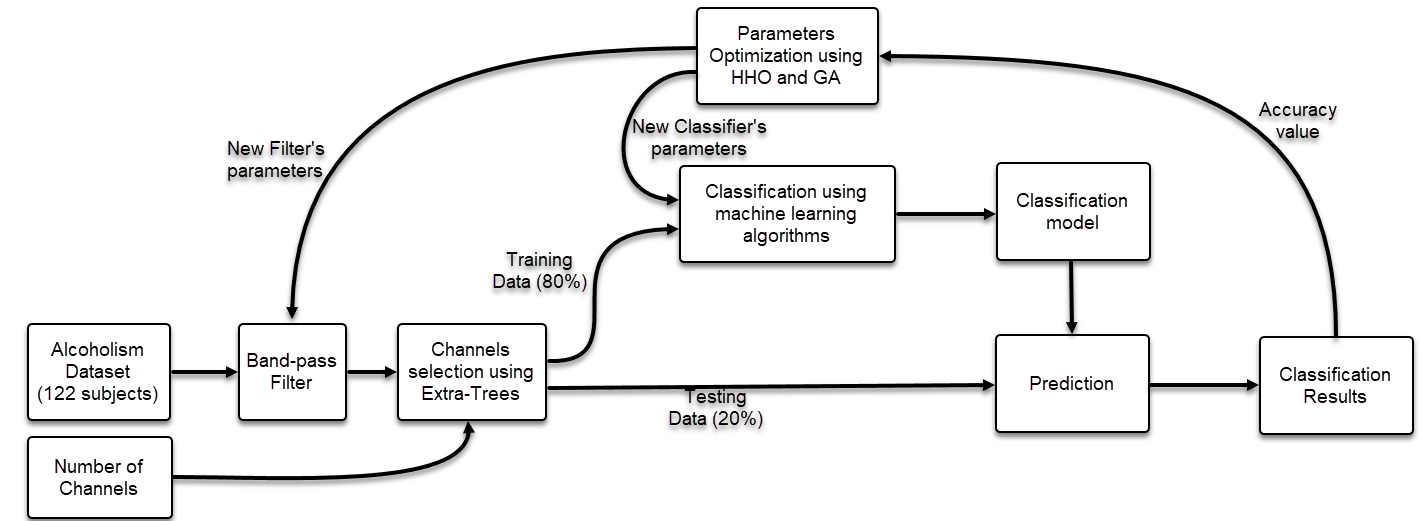 Parameters
Optimization using
HHO and GA
Accuracy
value
New Classifier's
parameters
New Filter's
parameters
Classification using
machine learning
algorithms
Classification
model
Training
Data (80%)
Alcoholism
Dataset
(122 subjects)
Band-pass
Filter
Channels
selection using
Extra-Trees
Testing
Data (20%)
Prediction
Classification
Results
Number of
Channels